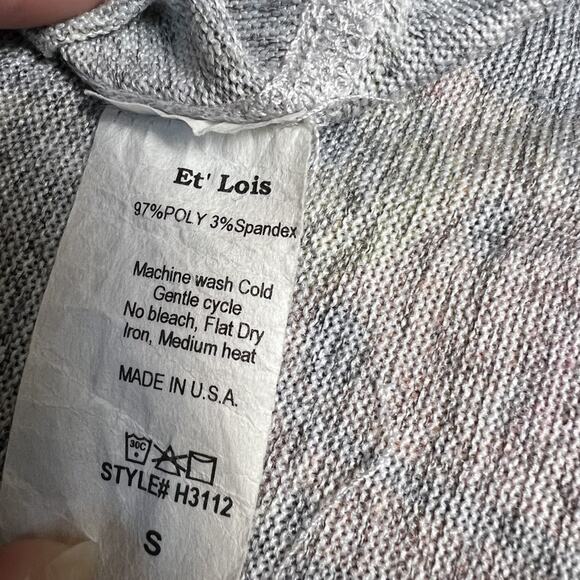 Et' Lois
97%POLY 3%Spandex
Machine wash Cold
Gentle cycle
No bleach, Flat Dry
Iron, Medium heat
MADE IN U.S.A.
30C
STYLE# H3112
S